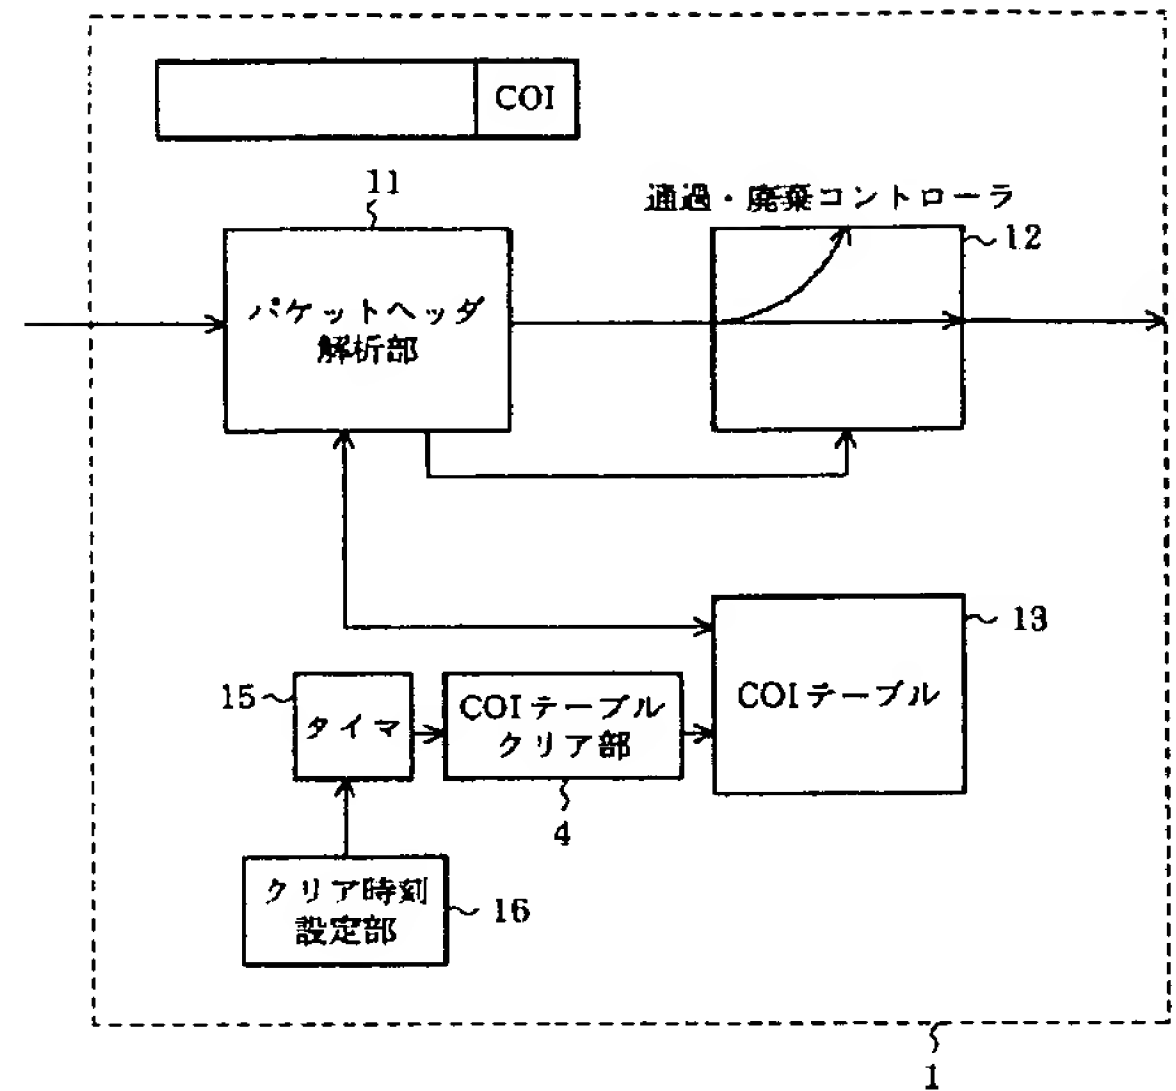 COI
11
通過・廃棄コントローラ
12
パケットヘッダ
解析部
13
15
タイマ
COIテーブル
クリア部
COIテーブル
4
クリア時刻
設定部
16
1